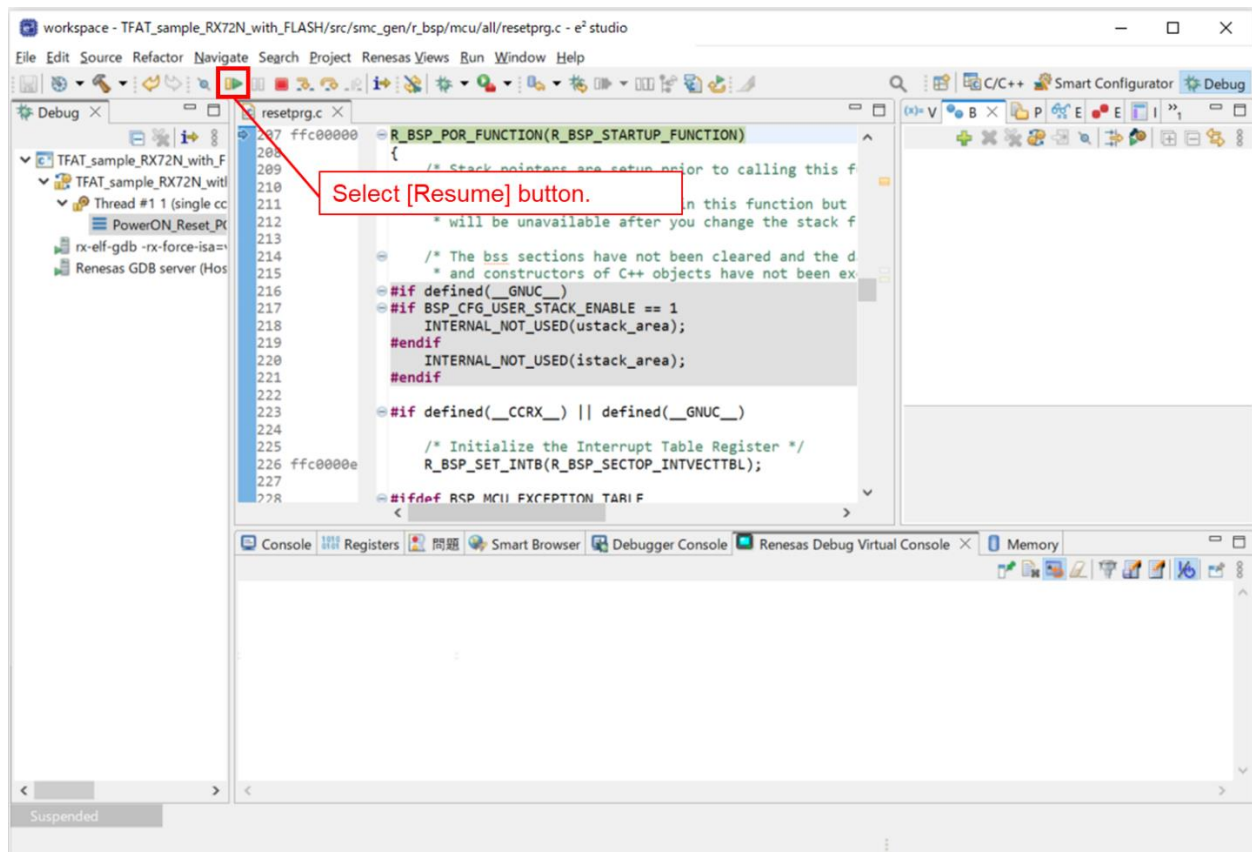 workspace - TFAT_sample_RX72N_with_FLASH/src/smc_gen/r_bsp/mcu/all/resetprg.c - e² studio
File Edit Source Refactor Navigate Search Project Renesas Views Run Window Help
C/C++ Smart Configurator Debug
Debug
resetprg.c
(x)= V B P E E I »1
TFAT_sample_RX72N_with_F
TFAT_sample_RX72N_witl
Thread #1 1 (single cc
PowerON_Reset_P
rx-elf-gdb -rx-force-isa=
Renesas GDB server (Hos
Select [Resume] button.
207 ffc00000 R_BSP_POR_FUNCTION(R_BSP_STARTUP_FUNCTION)
208 {
209 /* Stack pointers are setup prior to calling this f
210
211 in this function but
212 * will be unavailable after you change the stack f
213
214 /* The bss sections have not been cleared and the d
215 * and constructors of C++ objects have not been ex
216 #if defined(__GNUC__)
217 #if BSP_CFG_USER_STACK_ENABLE == 1
218 INTERNAL_NOT_USED(ustack_area);
219 #endif
220 INTERNAL_NOT_USED(istack_area);
221 #endif
222
223 #if defined(__CCRX__) || defined(__GNUC__)
224
225 /* Initialize the Interrupt Table Register */
226 ffc0000e R_BSP_SET_INTB(R_BSP_SECTOP_INTVECTTBL);
227
228 #ifdef BSP_MCU_EXCEPTION_TABLE
Console Registers 問題 Smart Browser Debugger Console Renesas Debug Virtual Console Memory
Suspended